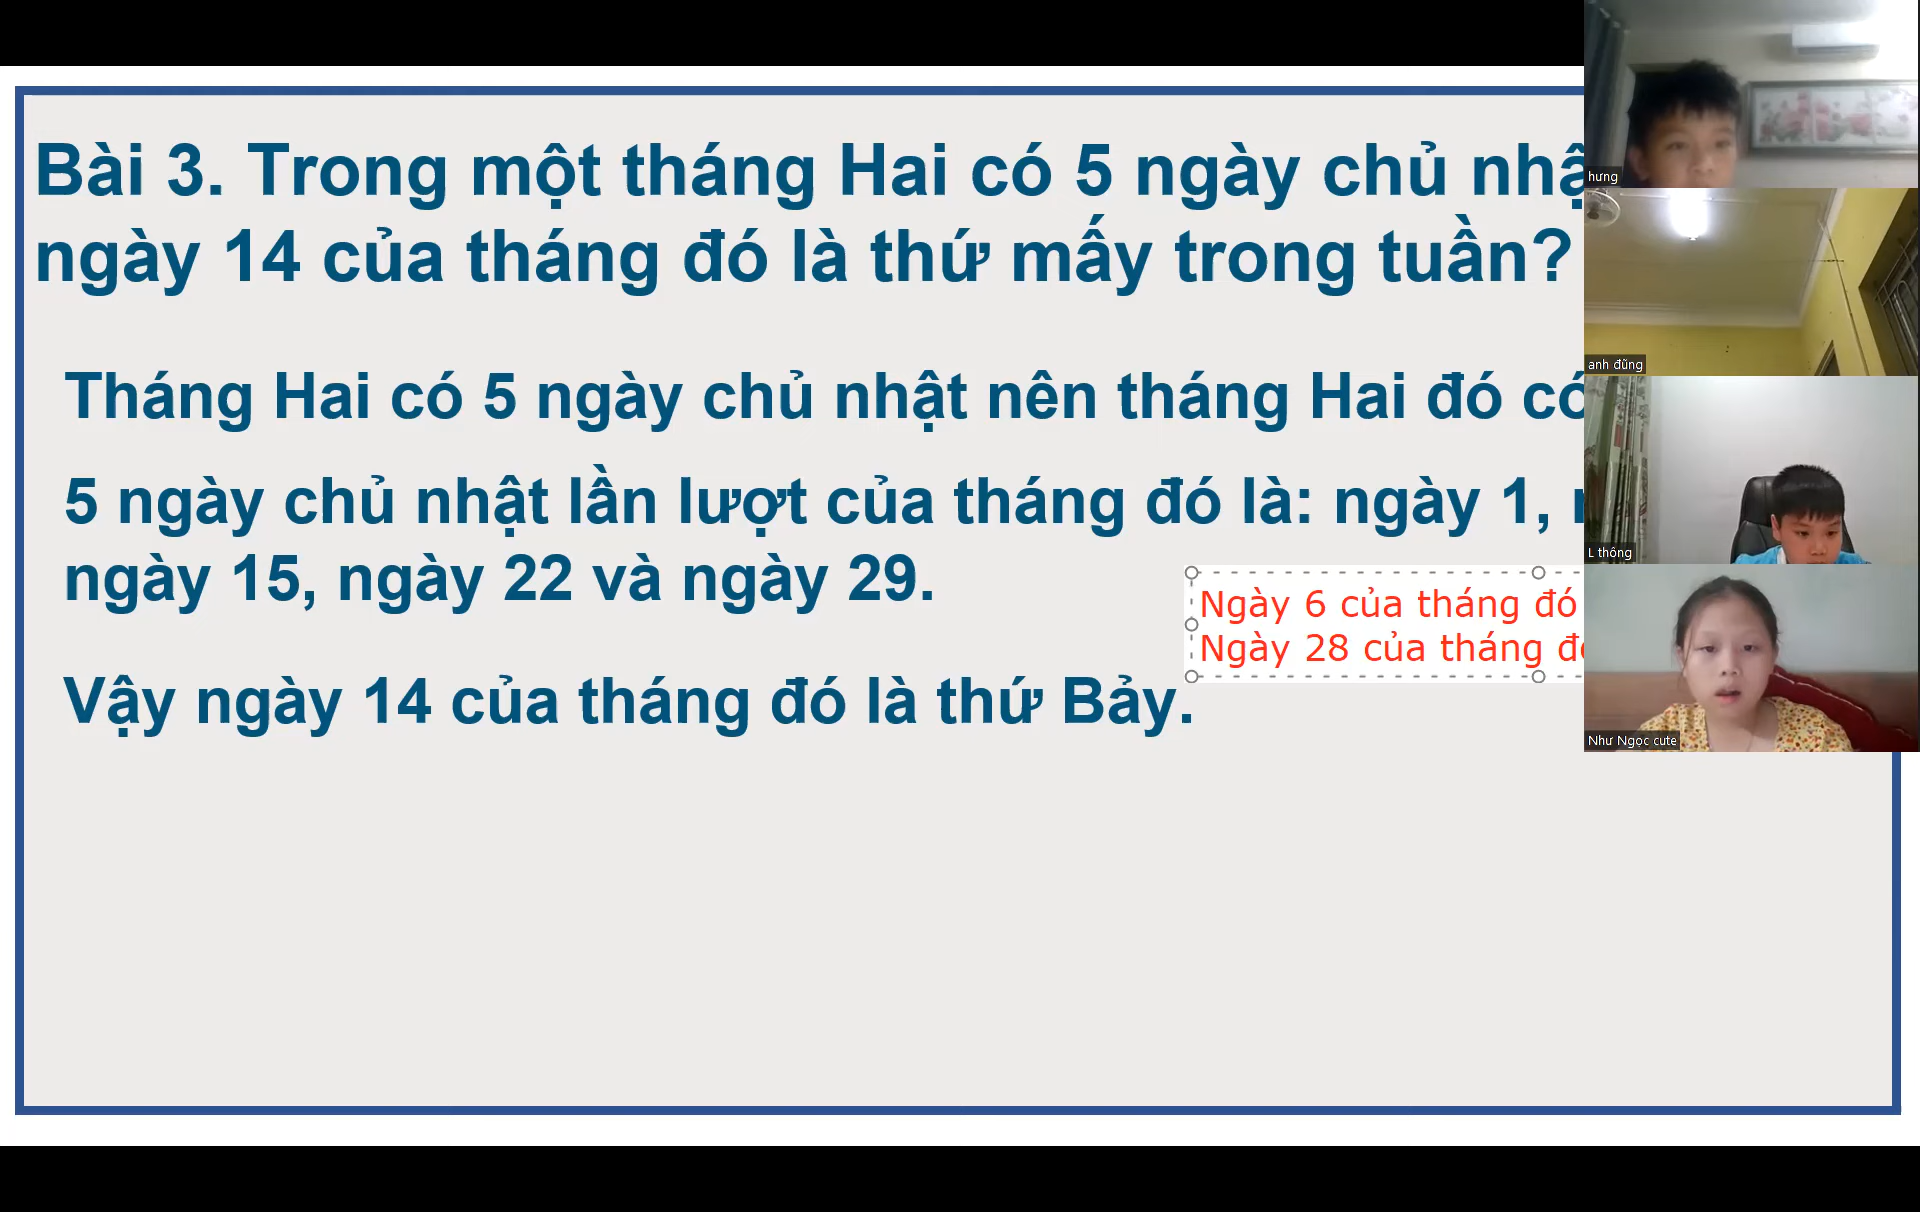 Bài 3. Trong một tháng Hai có 5 ngày chủ
ngày 14 của tháng đó là thứ mấy trong tuần?
Tháng Hai có 5 ngày chủ nhật nên tháng Hai đó có
5 ngày chủ nhật lần lượt của tháng đó là: ngày 1,
ngày 15, ngày 22 và ngày 29.
Ngày 6 của tháng đó
Ngày 28 của tháng
Vậy ngày 14 của tháng đó là thứ Bảy.
hưng
anh đũng
L thông
Như Ngọc cute